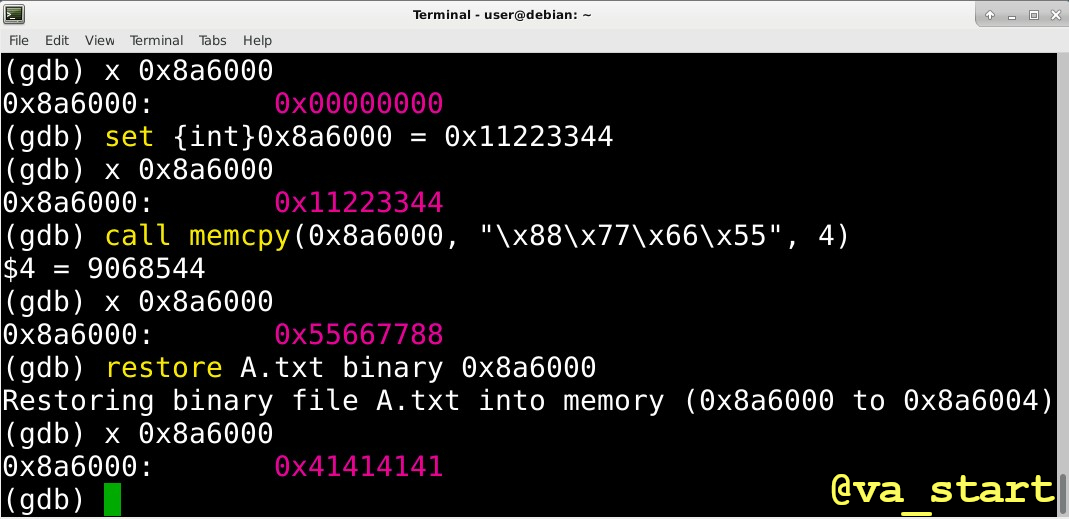 Terminal - user@debian: ~
File Edit View Terminal Tabs Help
(gdb) x 0x8a6000
0x8a6000: 0x00000000
(gdb) set {int}0x8a6000 = 0x11223344
(gdb) x 0x8a6000
0x8a6000: 0x11223344
(gdb) call memcpy(0x8a6000, "\x88\x77\x66\x55", 4)
$4 = 9068544
(gdb) x 0x8a6000
0x8a6000: 0x55667788
(gdb) restore A.txt binary 0x8a6000
Restoring binary file A.txt into memory (0x8a6000 to 0x8a6004)
(gdb) x 0x8a6000
0x8a6000: 0x41414141
(gdb)
@va_start